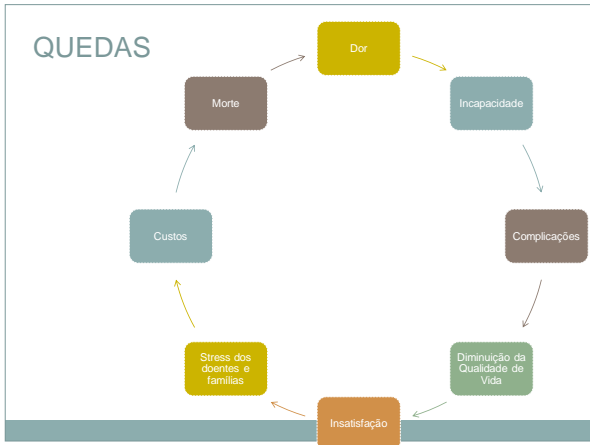 QUEDAS
Dor
Incapacidade
Complicações
Diminuição da
Qualidade de
Vida
Insatisfação
Stress dos
doentes e
famílias
Custos
Morte